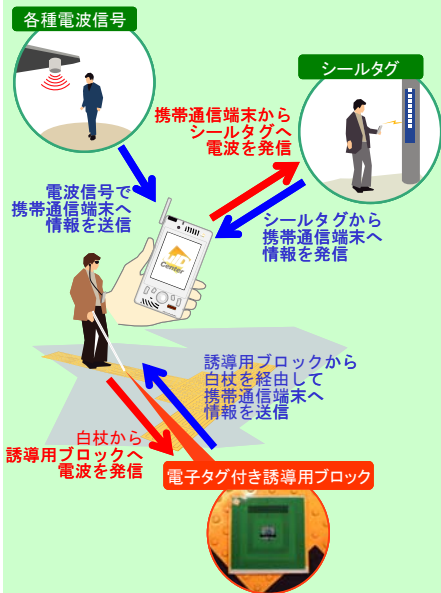 各種電波信号
シールタグ
携帯通信端末から
シールタグへ
電波を発信
電波信号で
携帯通信端末へ
情報を送信
シールタグから
携帯通信端末へ
情報を発信
Center
誘導用ブロックから
白杖を経由して
携帯通信端末へ
情報を送信
白杖から
誘導用ブロックへ
電波を発信
電子タグ付き誘導用ブロック